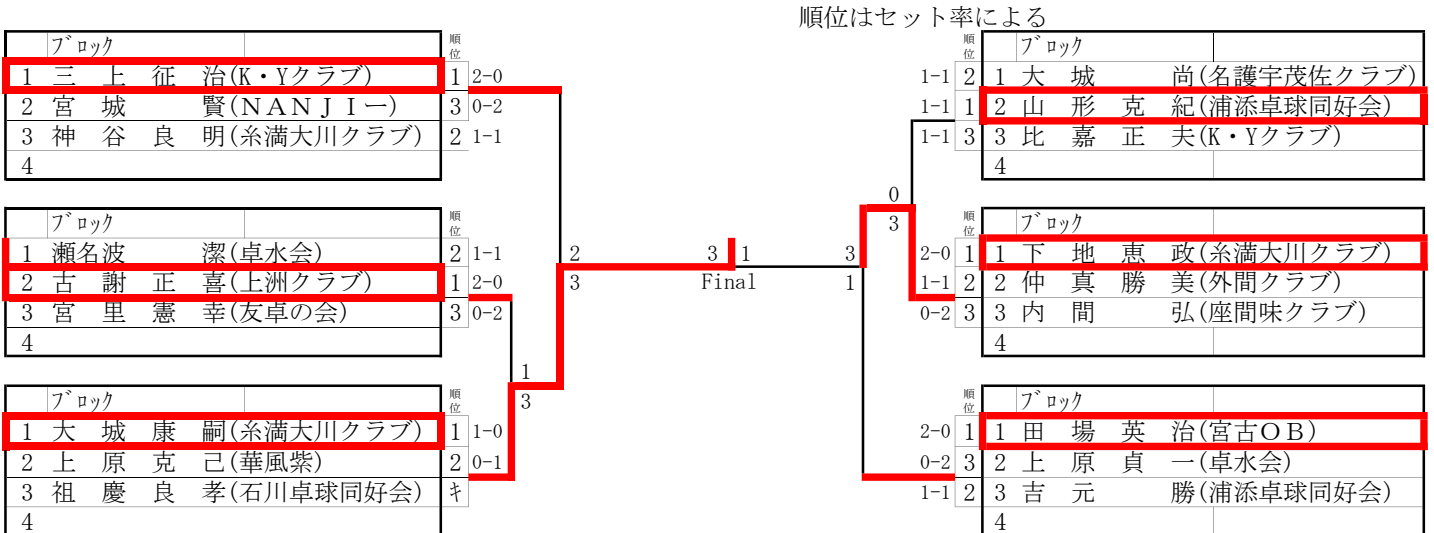 順位はセット率による
ブロック 順位
1 三上征治(K・Yクラブ) 1 2-0
2 宮城 賢(NANJIー) 3 0-2
3 神谷良明(糸満大川クラブ) 2 1-1
4
ブロック 順位
1 瀬名波 潔(卓水会) 2 1-1
2 古謝正喜(上洲クラブ) 1 2-0
3 宮里憲幸(友卓の会) 3 0-2
4
ブロック 順位
1 大城康嗣(糸満大川クラブ) 1 1-0
2 上原克己(華風紫) 2 0-1
3 祖慶良孝(石川卓球同好会) キ
4
1
3
2
3
3 1
Final
3
1
0
3
順位 ブロック
1-1 2 1 大城 尚(名護宇茂佐クラブ)
1-1 1 2 山形克紀(浦添卓球同好会)
1-1 3 3 比嘉正夫(K・Yクラブ)
4
順位 ブロック
2-0 1 1 下地恵政(糸満大川クラブ)
1-1 2 2 仲真勝美(外間クラブ)
0-2 3 3 内間 弘(座間味クラブ)
4
順位 ブロック
2-0 1 1 田場英治(宮古OB)
0-2 3 2 上原貞一(卓水会)
1-1 2 3 吉元 勝(浦添卓球同好会)
4